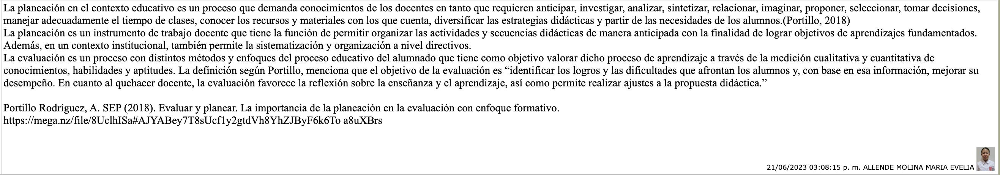 La planeación en el contexto educativo es un proceso que demanda conocimientos de los docentes en tanto que requieren anticipar, investigar, analizar, sintetizar, relacionar, imaginar, proponer, seleccionar, tomar decisiones,
manejar adecuadamente el tiempo de clases, conocer los recursos y materiales con los que cuenta, diversificar las estrategias didácticas y partir de las necesidades de los alumnos.(Portillo, 2018)
La planeación es un instrumento de trabajo docente que tiene la función de permitir organizar las actividades y secuencias didácticas de manera anticipada con la finalidad de lograr objetivos de aprendizajes fundamentados.
Además, en un contexto institucional, también permite la sistematización y organización a nivel directivos.
La evaluación es un proceso con distintos métodos y enfoques del proceso educativo del alumnado que tiene como objetivo valorar dicho proceso de aprendizaje a través de la medición cualitativa y cuantitativa de
conocimientos, habilidades y aptitudes. La definición según Portillo, menciona que el objetivo de la evaluación es “identificar los logros y las dificultades que afrontan los alumnos y, con base en esa información, mejorar su
desempeño. En cuanto al quehacer docente, la evaluación favorece la reflexión sobre la enseñanza y el aprendizaje, así como permite realizar ajustes a la propuesta didáctica.”
Portillo Rodríguez, A. SEP (2018). Evaluar y planear. La importancia de la planeación en la evaluación con enfoque formativo.
https://mega.nz/file/8UclhISa#AJYABey7T8sUcf1y2gtdVh8YhZJByF6k6To a8uXBrs
21/06/2023 03:08:15 p. m. ALLENDE MOLINA MARIA EVELIA